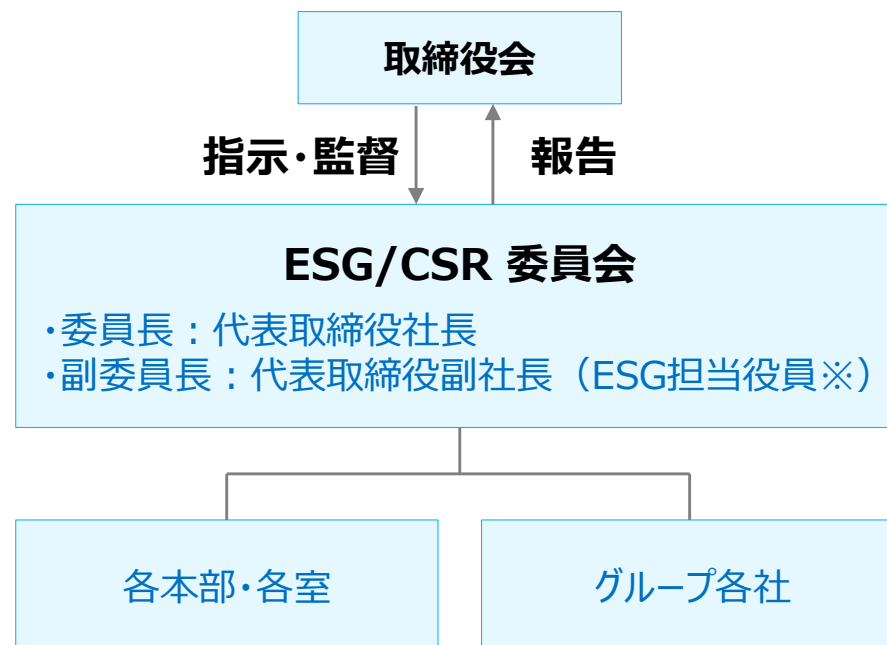 取締役会
指示・監督
報告
ESG/CSR 委員会
・委員長：代表取締役社長
・副委員長：代表取締役副社長（ESG担当役員※）
各本部・各室
グループ各社